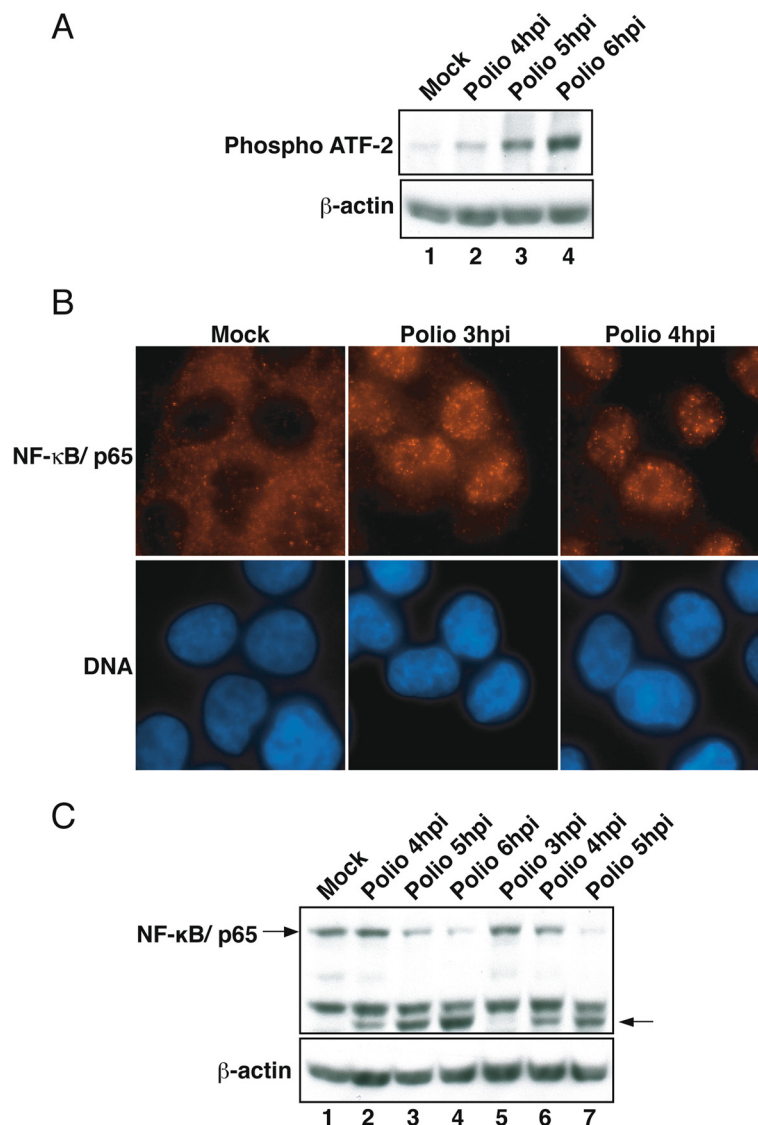 A
Mock Polio 4hpi Polio 5hpi Polio 6hpi
Phospho ATF-2
β-actin
1 2 3 4
B
Mock Polio 3hpi Polio 4hpi
NF-κB/ p65
DNA
C
Mock Polio 4hpi Polio 5hpi Polio 6hpi Polio 3hpi Polio 4hpi Polio 5hpi
NF-κB/ p65
β-actin
1 2 3 4 5 6 7